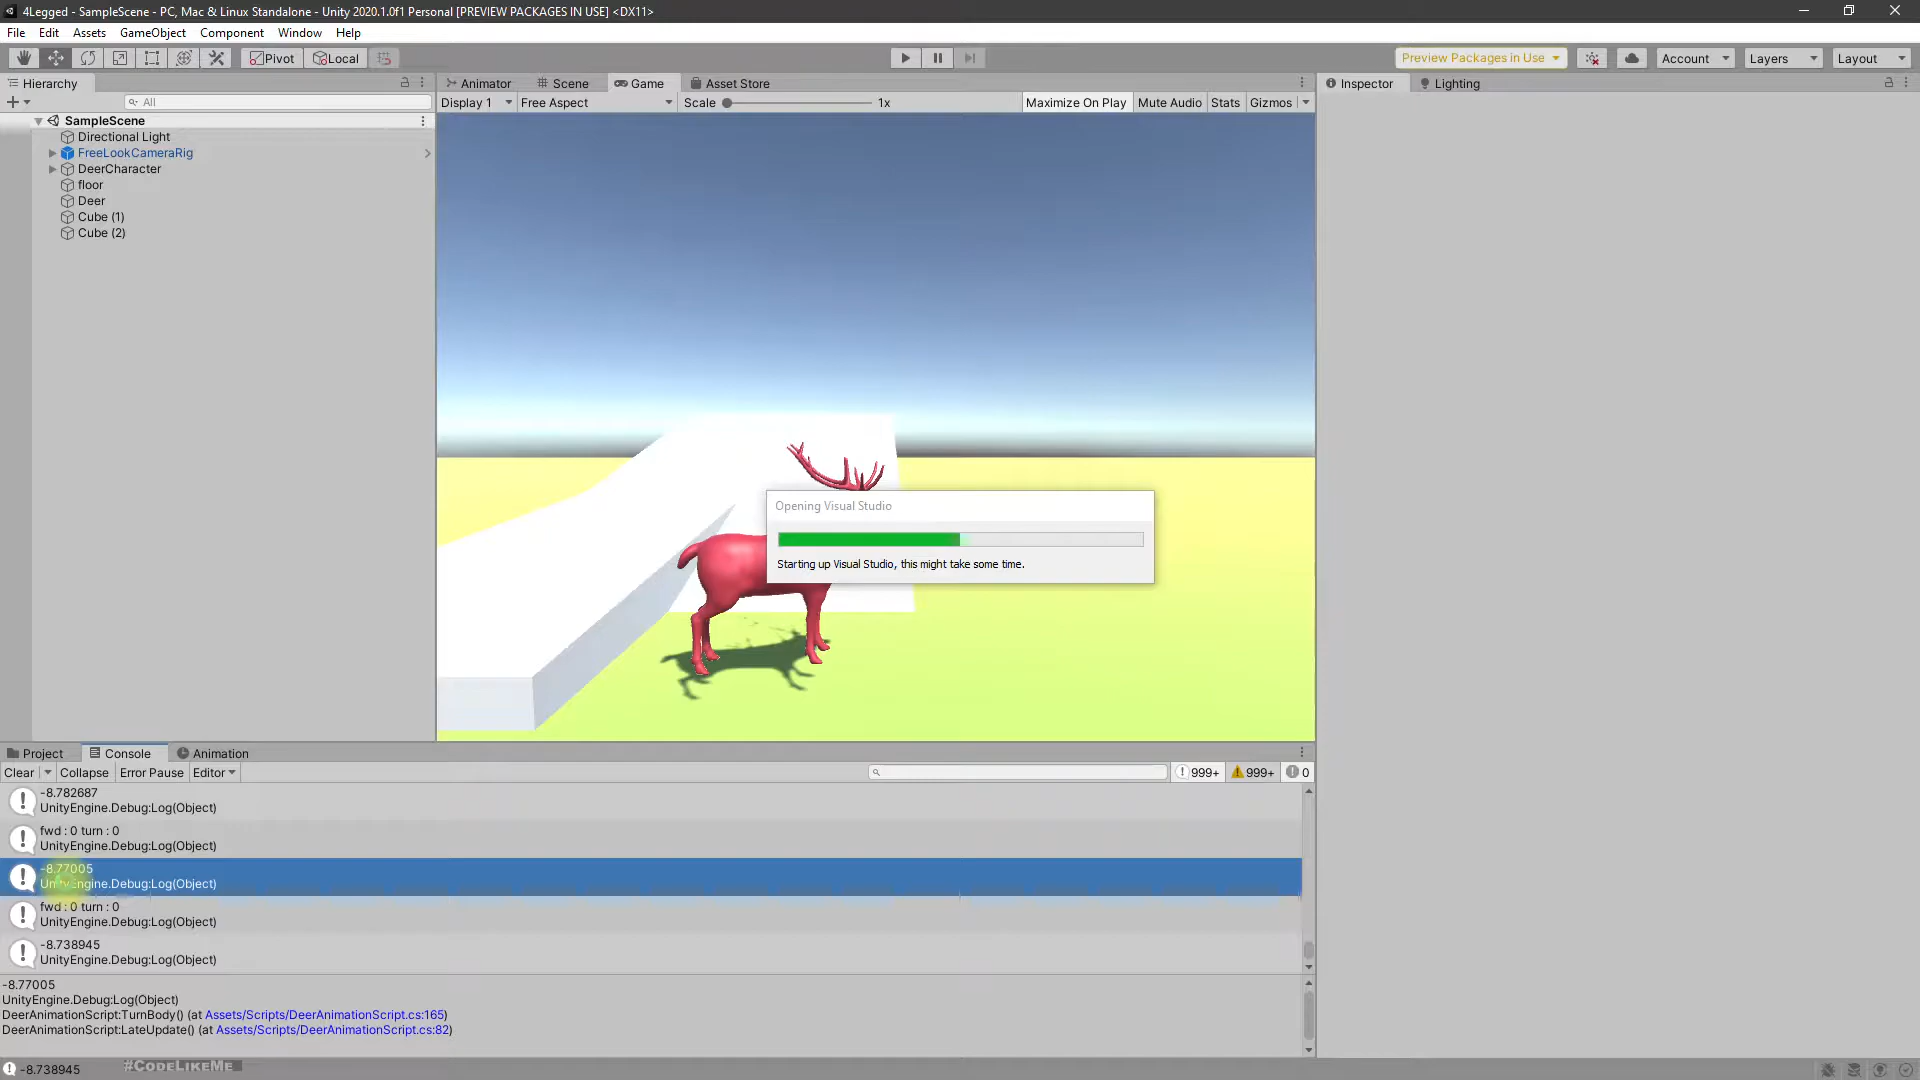 4Legged - SampleScene - PC, Mac & Linux Standalone - Unity 2020.1.0f1 Personal [PREVIEW PACKAGES IN USE] <DX11>
File Edit Assets GameObject Component Window Help
Pivot Local Preview Packages in Use Account Layers Layout
Hierarchy Animator Scene Game Asset Store Inspector Lighting
All Display 1 Free Aspect Scale 1x Maximize On Play Mute Audio Stats Gizmos
SampleScene
Directional Light
FreeLookCameraRig
DeerCharacter
floor
Deer
Cube (1)
Cube (2)
Opening Visual Studio
Starting up Visual Studio, this might take some time.
Project Console Animation
Clear Collapse Error Pause Editor 999+ 999+ 0
-8.782687
UnityEngine.Debug:Log(Object)
fwd : 0 turn : 0
UnityEngine.Debug:Log(Object)
-8.77005
UnityEngine.Debug:Log(Object)
fwd : 0 turn : 0
UnityEngine.Debug:Log(Object)
-8.738945
UnityEngine.Debug:Log(Object)
-8.77005
UnityEngine.Debug:Log(Object)
DeerAnimationScript:TurnBody() (at Assets/Scripts/DeerAnimationScript.cs:165)
DeerAnimationScript:LateUpdate() (at Assets/Scripts/DeerAnimationScript.cs:82)
-8.738945 #CodeLikeMe